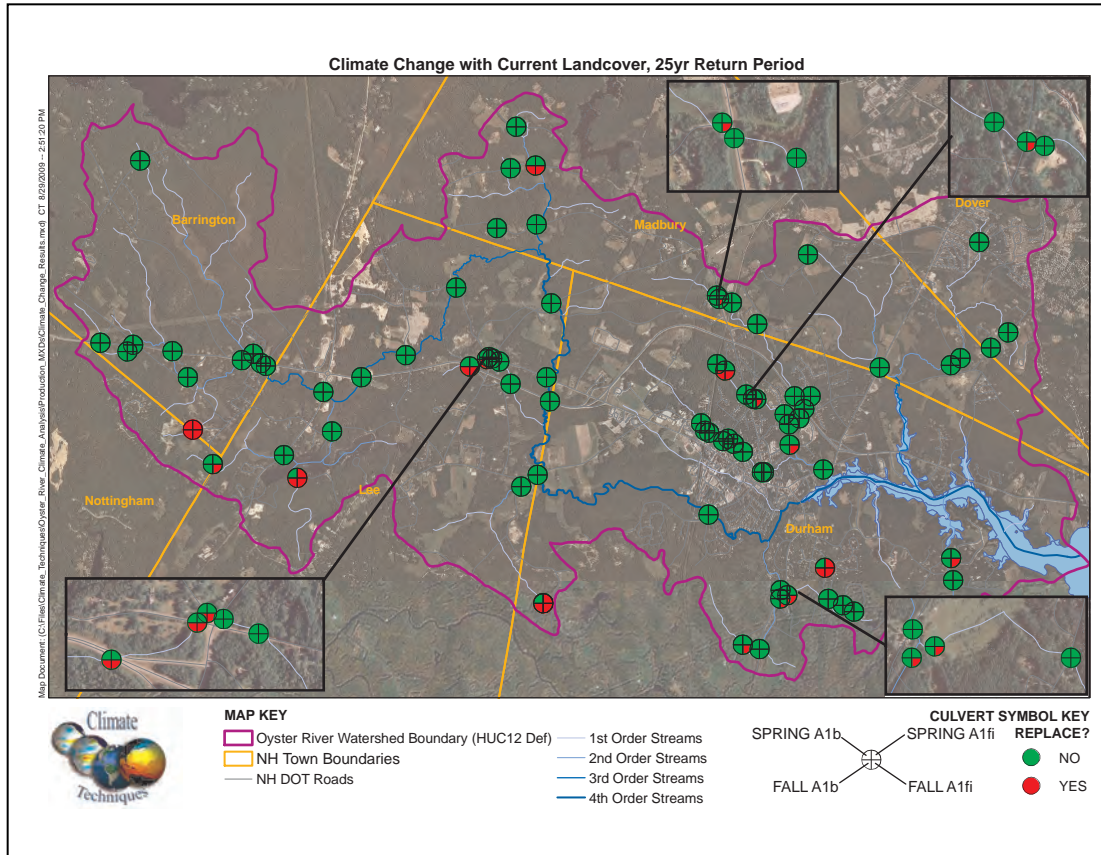 Climate Change with Current Landcover, 25yr Return Period
Map Document: (C:\Files\Climate_Techniques\Oyster_River_Climate_Analysis\Production_MXDs\Climate_Change_Results.mxd) CT 8/29/2009 -- 2:51:20 PM
Barrington
Madbury
Dover
Nottingham
Lee
Durham
Climate
Techniques
MAP KEY
Oyster River Watershed Boundary (HUC12 Def)
NH Town Boundaries
NH DOT Roads
1st Order Streams
2nd Order Streams
3rd Order Streams
4th Order Streams
CULVERT SYMBOL KEY
REPLACE?
SPRING A1b
SPRING A1fi
FALL A1b
FALL A1fi
NO
YES